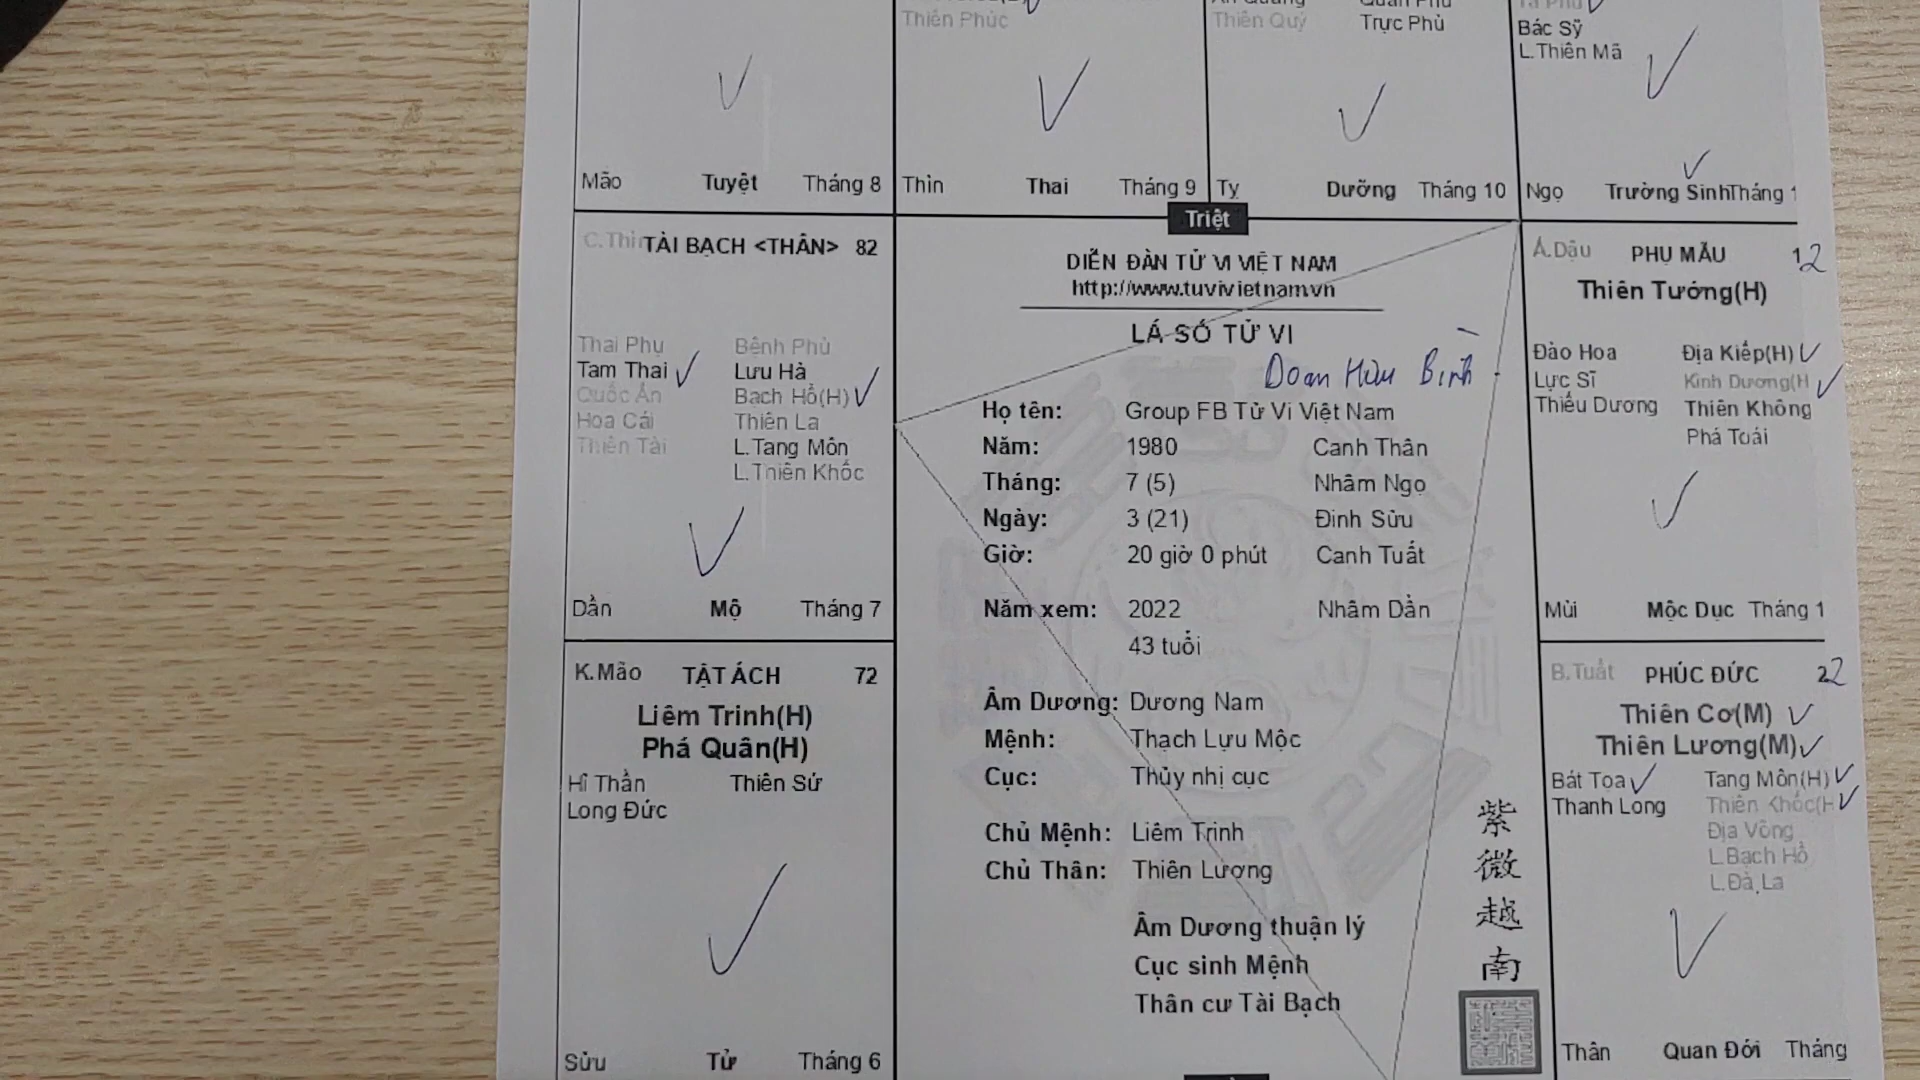 Thiên Phúc
Thiên Quý
Trực Phù
Bác Sỹ
L.Thiên Mã
Mão Tuyệt Tháng 8
Thìn Thai Tháng 9
Tỵ Dưỡng Tháng 10
Ngọ Trường Sinh Tháng 1
Triệt
TÀI BẠCH <THÂN> 82
Thai Phụ Bệnh Phù
Tam Thai Lưu Hà
Quốc Ấn Bạch Hổ(H)
Hoa Cái Thiên La
Thiên Tài L.Tang Môn
L.Thiên Khốc
Dần Mộ Tháng 7
K.Mão TẬT ÁCH 72
Liêm Trinh(H)
Phá Quân(H)
Hỉ Thần Thiên Sứ
Long Đức
Sửu Tử Tháng 6
DIỄN ĐÀN TỬ VI VIỆT NAM
http://www.tuvivietnam.vn
LÁ SỐ TỬ VI
Đoan Hữu Bình
Họ tên: Group FB Tử Vi Việt Nam
Năm: 1980 Canh Thân
Tháng: 7 (5) Nhâm Ngọ
Ngày: 3 (21) Đinh Sửu
Giờ: 20 giờ 0 phút Canh Tuất
Năm xem: 2022 Nhâm Dần
43 tuổi
Âm Dương: Dương Nam
Mệnh: Thạch Lựu Mộc
Cục: Thủy nhị cục
Chủ Mệnh: Liêm Trinh
Chủ Thân: Thiên Lương
Âm Dương thuận lý
Cục sinh Mệnh
Thân cư Tài Bạch
紫
微
越
南
Á.Dậu PHỤ MẪU 12
Thiên Tướng(H)
Đào Hoa Địa Kiếp(H)
Lực Sĩ Kình Dương(H
Thiếu Dương Thiên Không
Phá Toái
Mùi Mộc Dục Tháng 1
B.Tuất PHÚC ĐỨC 22
Thiên Cơ(M)
Thiên Lương(M)
Bát Tọa Tang Môn(H)
Thanh Long Thiên Khốc(H
Địa Võng
L.Bạch Hổ
L.Đà La
Thân Quan Đới Tháng